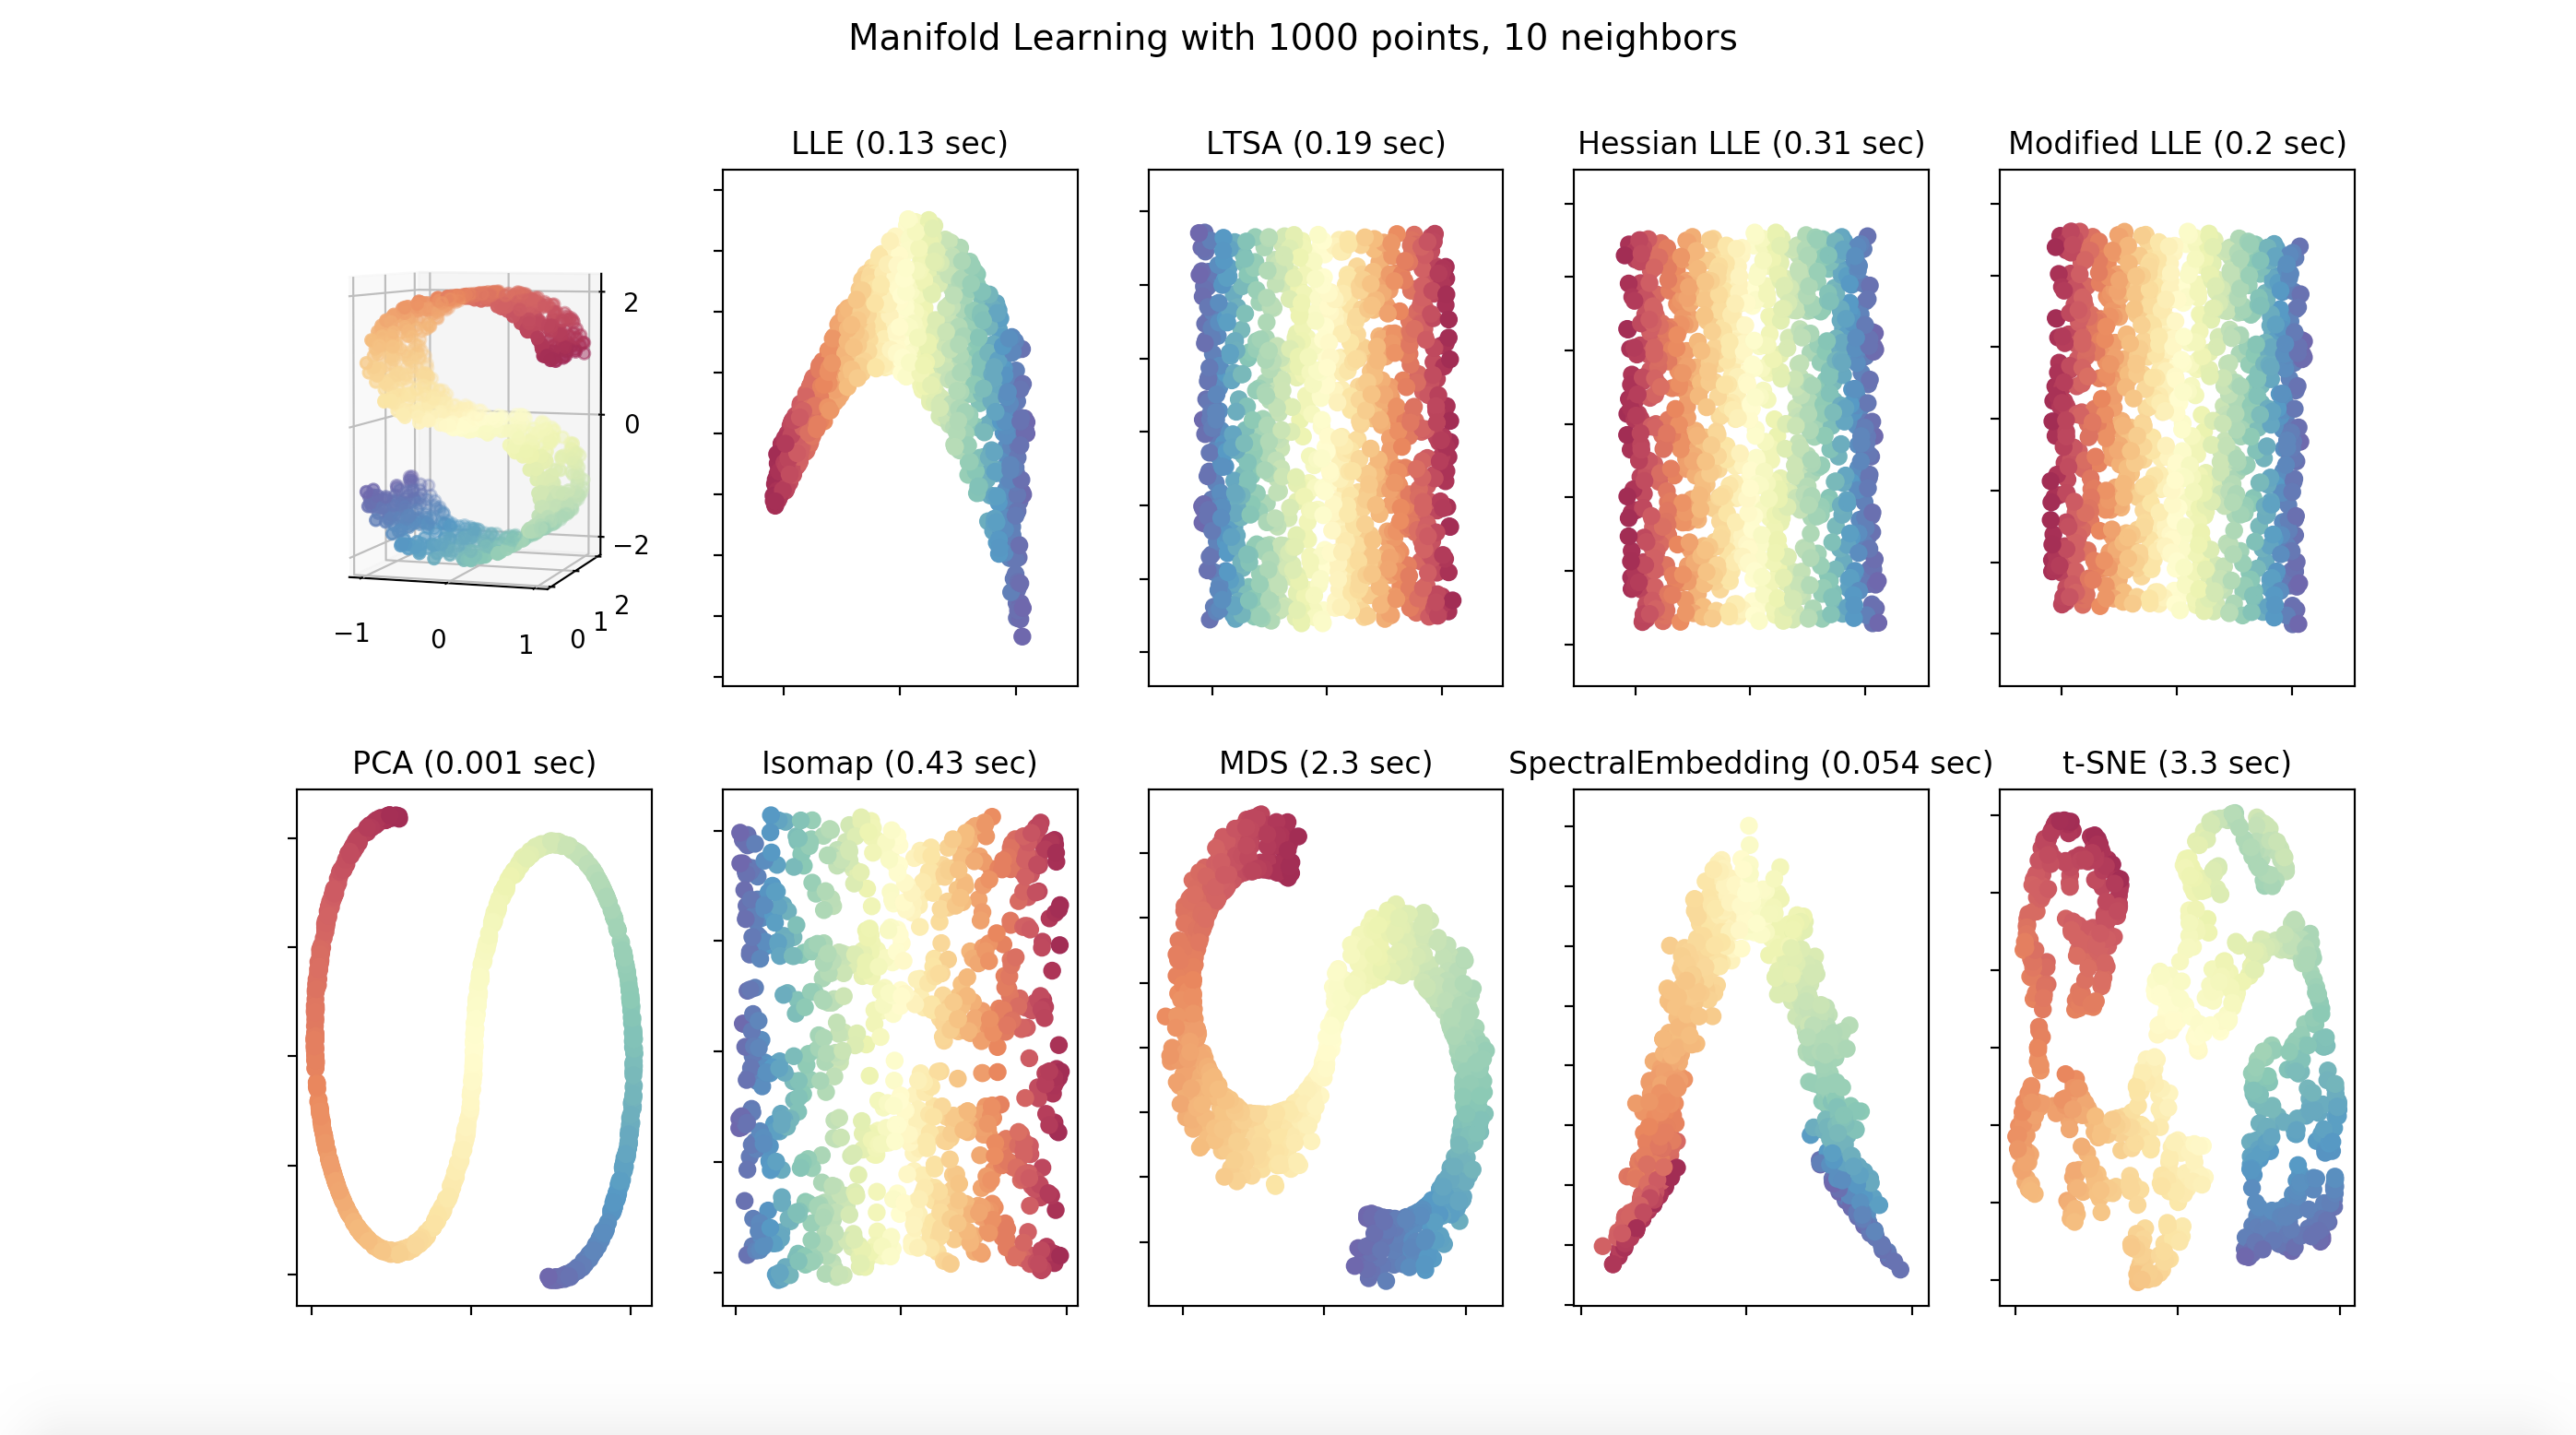 Manifold Learning with 1000 points, 10 neighbors
LLE (0.13 sec)
LTSA (0.19 sec)
Hessian LLE (0.31 sec)
Modified LLE (0.2 sec)
2
0
−2
−1
0
1
0
1
2
PCA (0.001 sec)
Isomap (0.43 sec)
MDS (2.3 sec)
SpectralEmbedding (0.054 sec)
t-SNE (3.3 sec)